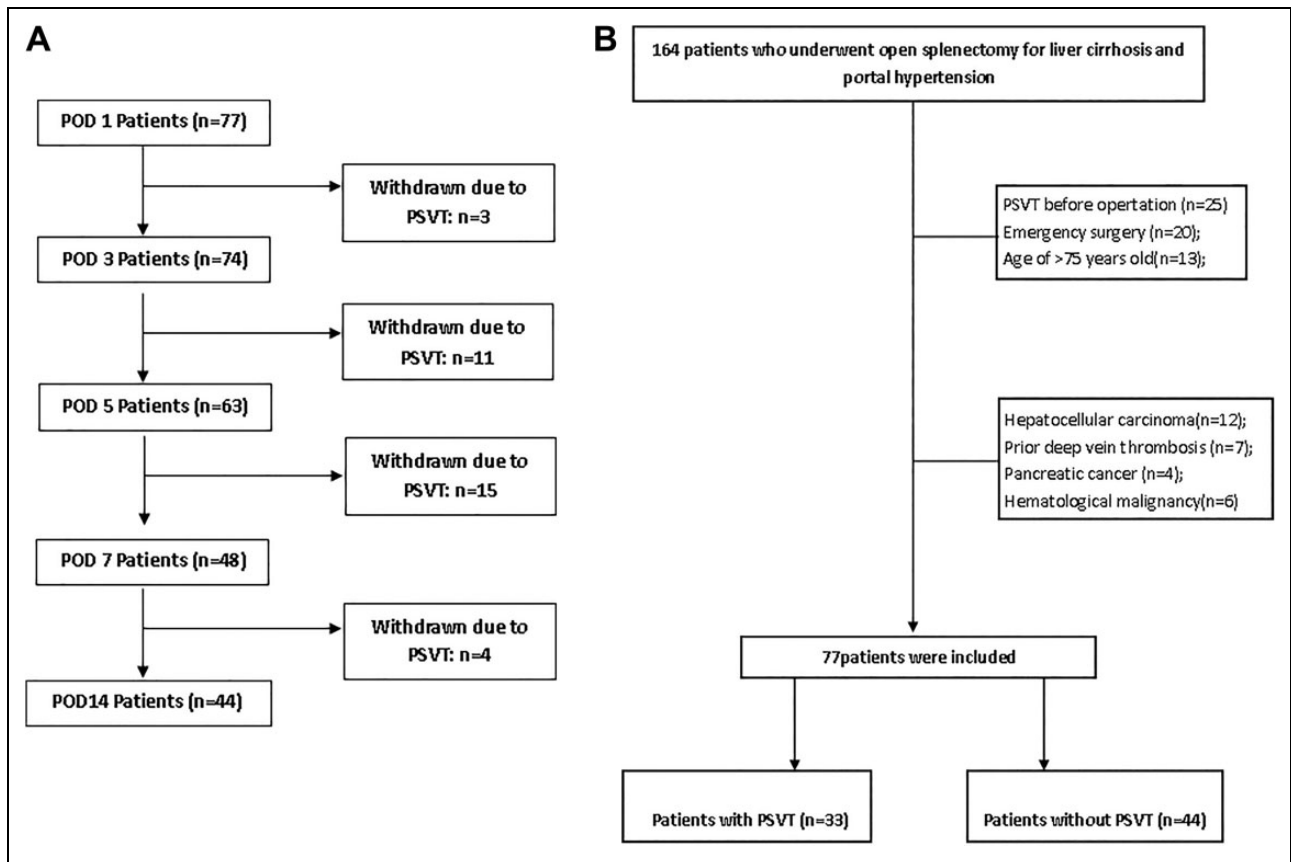 A
POD 1 Patients (n=77)
Withdrawn due to
PSVT: n=3
POD 3 Patients (n=74)
Withdrawn due to
PSVT: n=11
POD 5 Patients (n=63)
Withdrawn due to
PSVT: n=15
POD 7 Patients (n=48)
Withdrawn due to
PSVT: n=4
POD14 Patients (n=44)
B
164 patients who underwent open splenectomy for liver cirrhosis and
portal hypertension
PSVT before opertation (n=25)
Emergency surgery (n=20);
Age of >75 years old(n=13);
Hepatocellular carcinoma(n=12);
Prior deep vein thrombosis (n=7);
Pancreatic cancer (n=4);
Hematological malignancy(n=6)
77patients were included
Patients with PSVT (n=33)
Patients without PSVT (n=44)